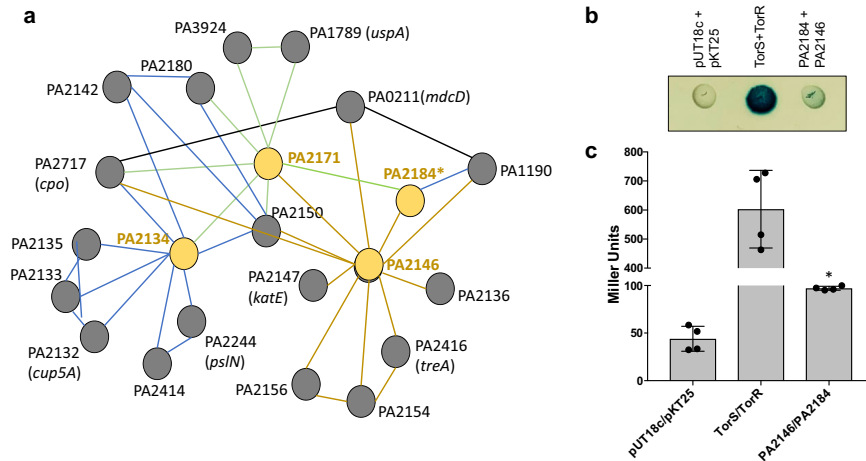 a
PA3924
PA1789 (uspA)
PA2180
PA2142
PA0211(mdcD)
PA2717
(cpo)
PA2171
PA2184*
PA1190
PA2150
PA2135
PA2134
PA2133
PA2146
PA2147
(katE)
PA2136
PA2132
(cup5A)
PA2244
(pslN)
PA2414
PA2416
(treA)
PA2156
PA2154
b
pUT18c +
pKT25
TorS+TorR
PA2184 +
PA2146
c
Miller Units
800
700
600
500
400
100
50
0
*
pUT18c/pKT25
TorS/TorR
PA2146/PA2184